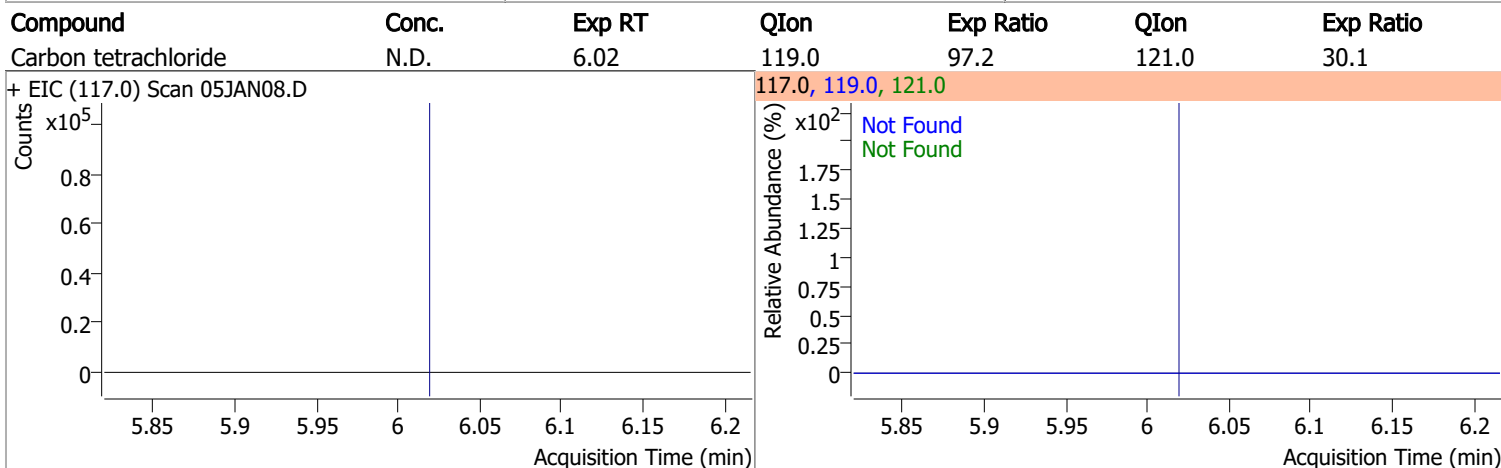 Compound Conc. Exp RT QIon Exp Ratio QIon Exp Ratio
Carbon tetrachloride N.D. 6.02 119.0 97.2 121.0 30.1
+ EIC (117.0) Scan 05JAN08.D
Counts
x10^5
0.8
0.6
0.4
0.2
0
5.85 5.9 5.95 6 6.05 6.1 6.15 6.2
Acquisition Time (min)
117.0, 119.0, 121.0
Relative Abundance (%)
x10^2
Not Found
Not Found
1.75
1.5
1.25
1
0.75
0.5
0.25
0
5.85 5.9 5.95 6 6.05 6.1 6.15 6.2
Acquisition Time (min)